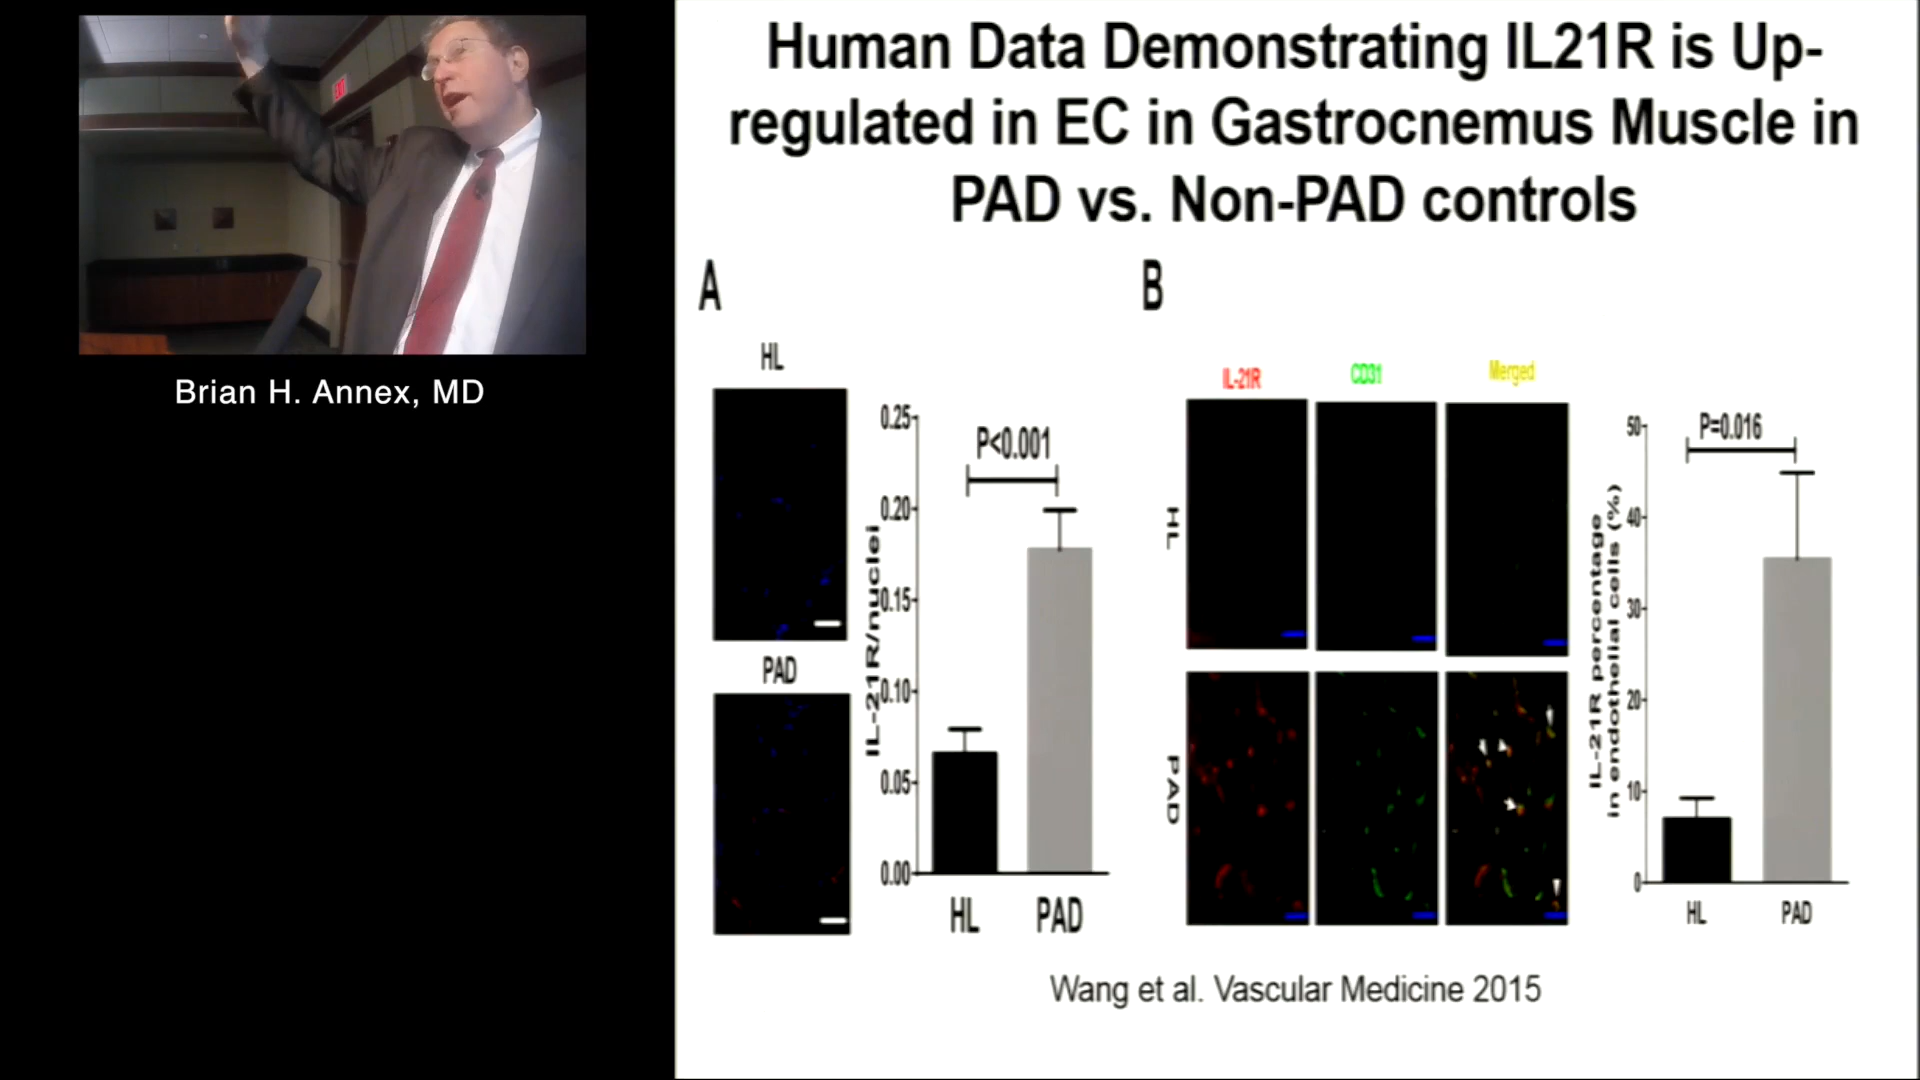 EXIT
Brian H. Annex, MD
Human Data Demonstrating IL21R is Up-
regulated in EC in Gastrocnemus Muscle in
PAD vs. Non-PAD controls
A
HL
PAD
IL-21R/nuclei
0.25
0.20
0.15
0.10
0.05
0.00
P<0.001
HL
PAD
B
IL-21R
CD31
Merged
HL
PAD
IL-21R percentage
in endothelial cells (%)
50
40
30
20
10
0
P=0.016
HL
PAD
Wang et al. Vascular Medicine 2015